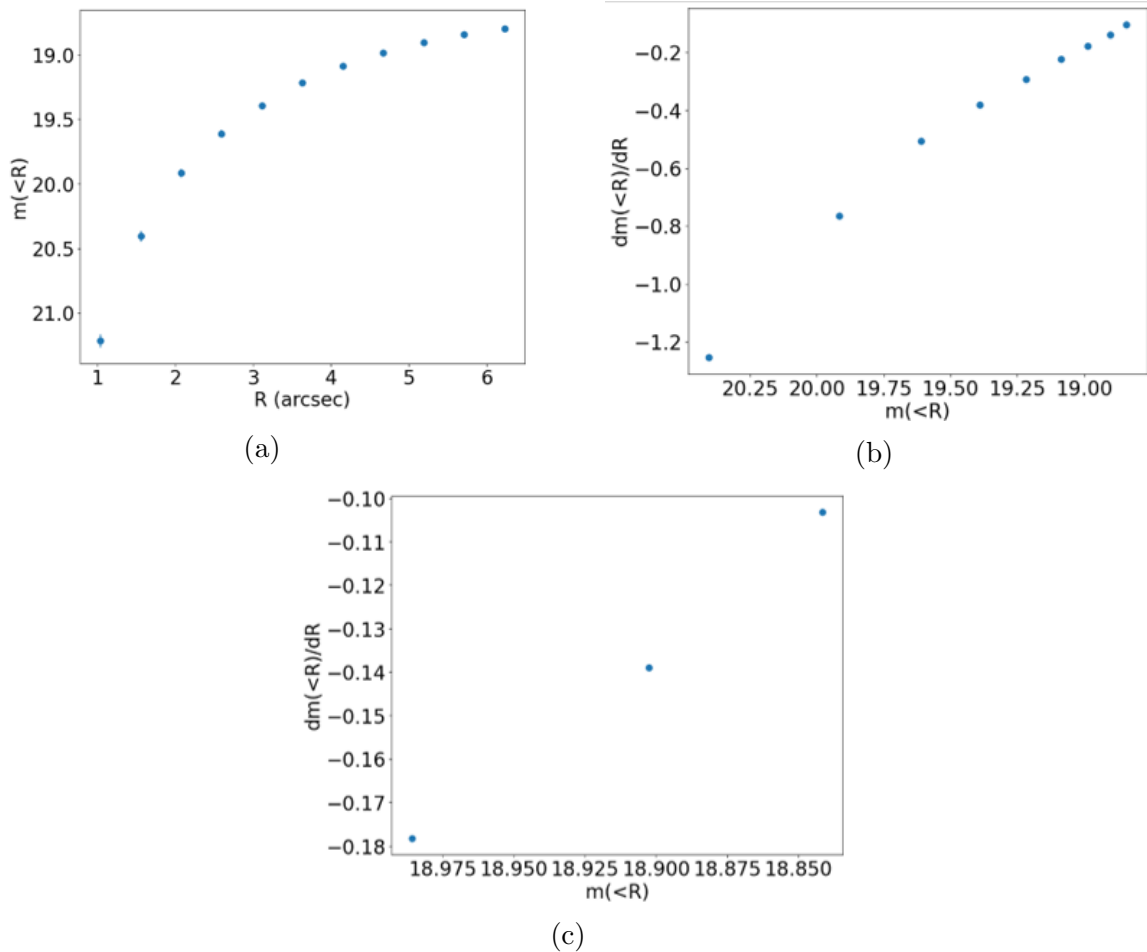 19.0
19.5
20.0
20.5
21.0
m(<R)
1 2 3 4 5 6
R (arcsec)
(a)
−0.2
−0.4
−0.6
−0.8
−1.0
−1.2
dm(<R)/dR
20.25 20.00 19.75 19.50 19.25 19.00
m(<R)
(b)
−0.10
−0.11
−0.12
−0.13
−0.14
−0.15
−0.16
−0.17
−0.18
dm(<R)/dR
18.975 18.950 18.925 18.900 18.875 18.850
m(<R)
(c)